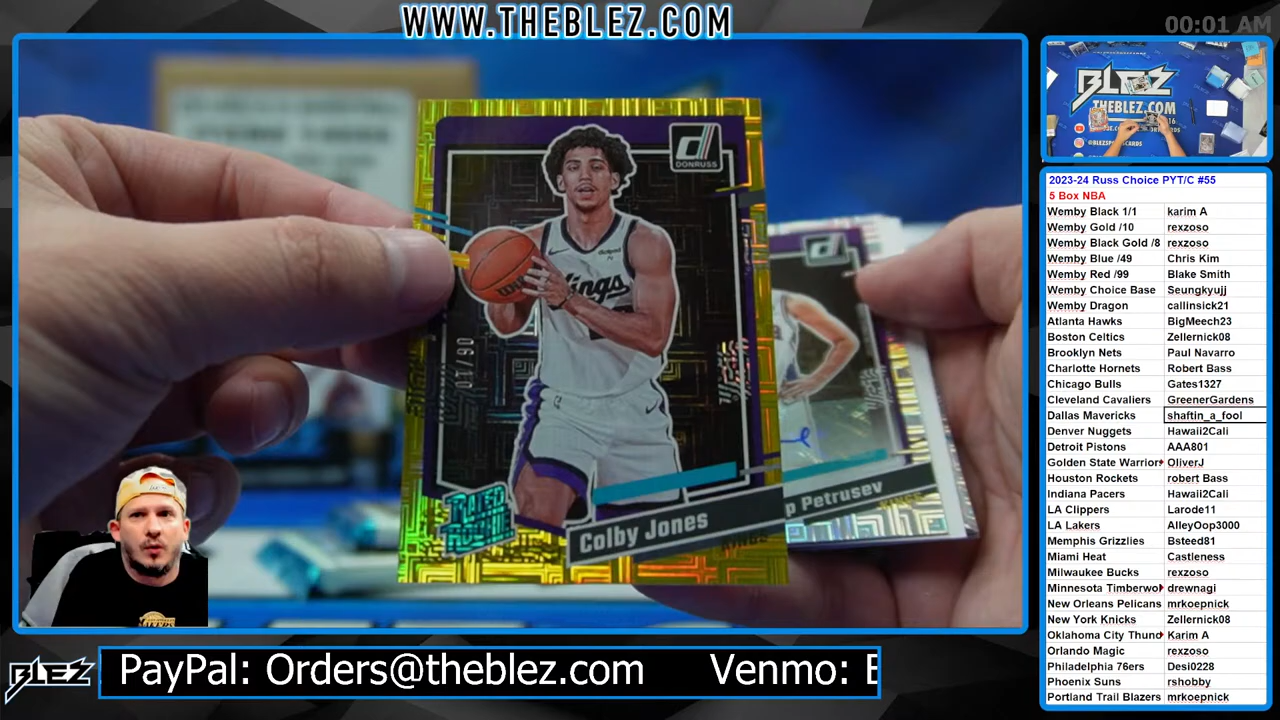 WWW.THEBLEZ.COM
00:01 AM
DONRUSS
Kings
06/10
RATED ROOKIE
Colby Jones
p Petrusev
KINGS
BLEZ
THEBLEZ.COM
2023-24 Russ Choice PYT/C #55
5 Box NBA
Wemby Black 1/1 karim A
Wemby Gold /10 rexzoso
Wemby Black Gold /8 rexzoso
Wemby Blue /49 Chris Kim
Wemby Red /99 Blake Smith
Wemby Choice Base Seungkyujj
Wemby Dragon callinsick21
Atlanta Hawks BigMeech23
Boston Celtics Zellernick08
Brooklyn Nets Paul Navarro
Charlotte Hornets Robert Bass
Chicago Bulls Gates1327
Cleveland Cavaliers GreenerGardens
Dallas Mavericks shaftin_a_fool
Denver Nuggets Hawaii2Cali
Detroit Pistons AAA801
Golden State Warrior OliverJ
Houston Rockets robert Bass
Indiana Pacers Hawaii2Cali
LA Clippers Larode11
LA Lakers AlleyOop3000
Memphis Grizzlies Bsteed81
Miami Heat Castleness
Milwaukee Bucks rexzoso
Minnesota Timberwol drewnagi
New Orleans Pelicans mrkoepnick
New York Knicks Zellernick08
Oklahoma City Thund Karim A
Orlando Magic rexzoso
Philadelphia 76ers Desi0228
Phoenix Suns rshobby
Portland Trail Blazers mrkoepnick
BLEZ
PayPal: Orders@theblez.com Venmo: